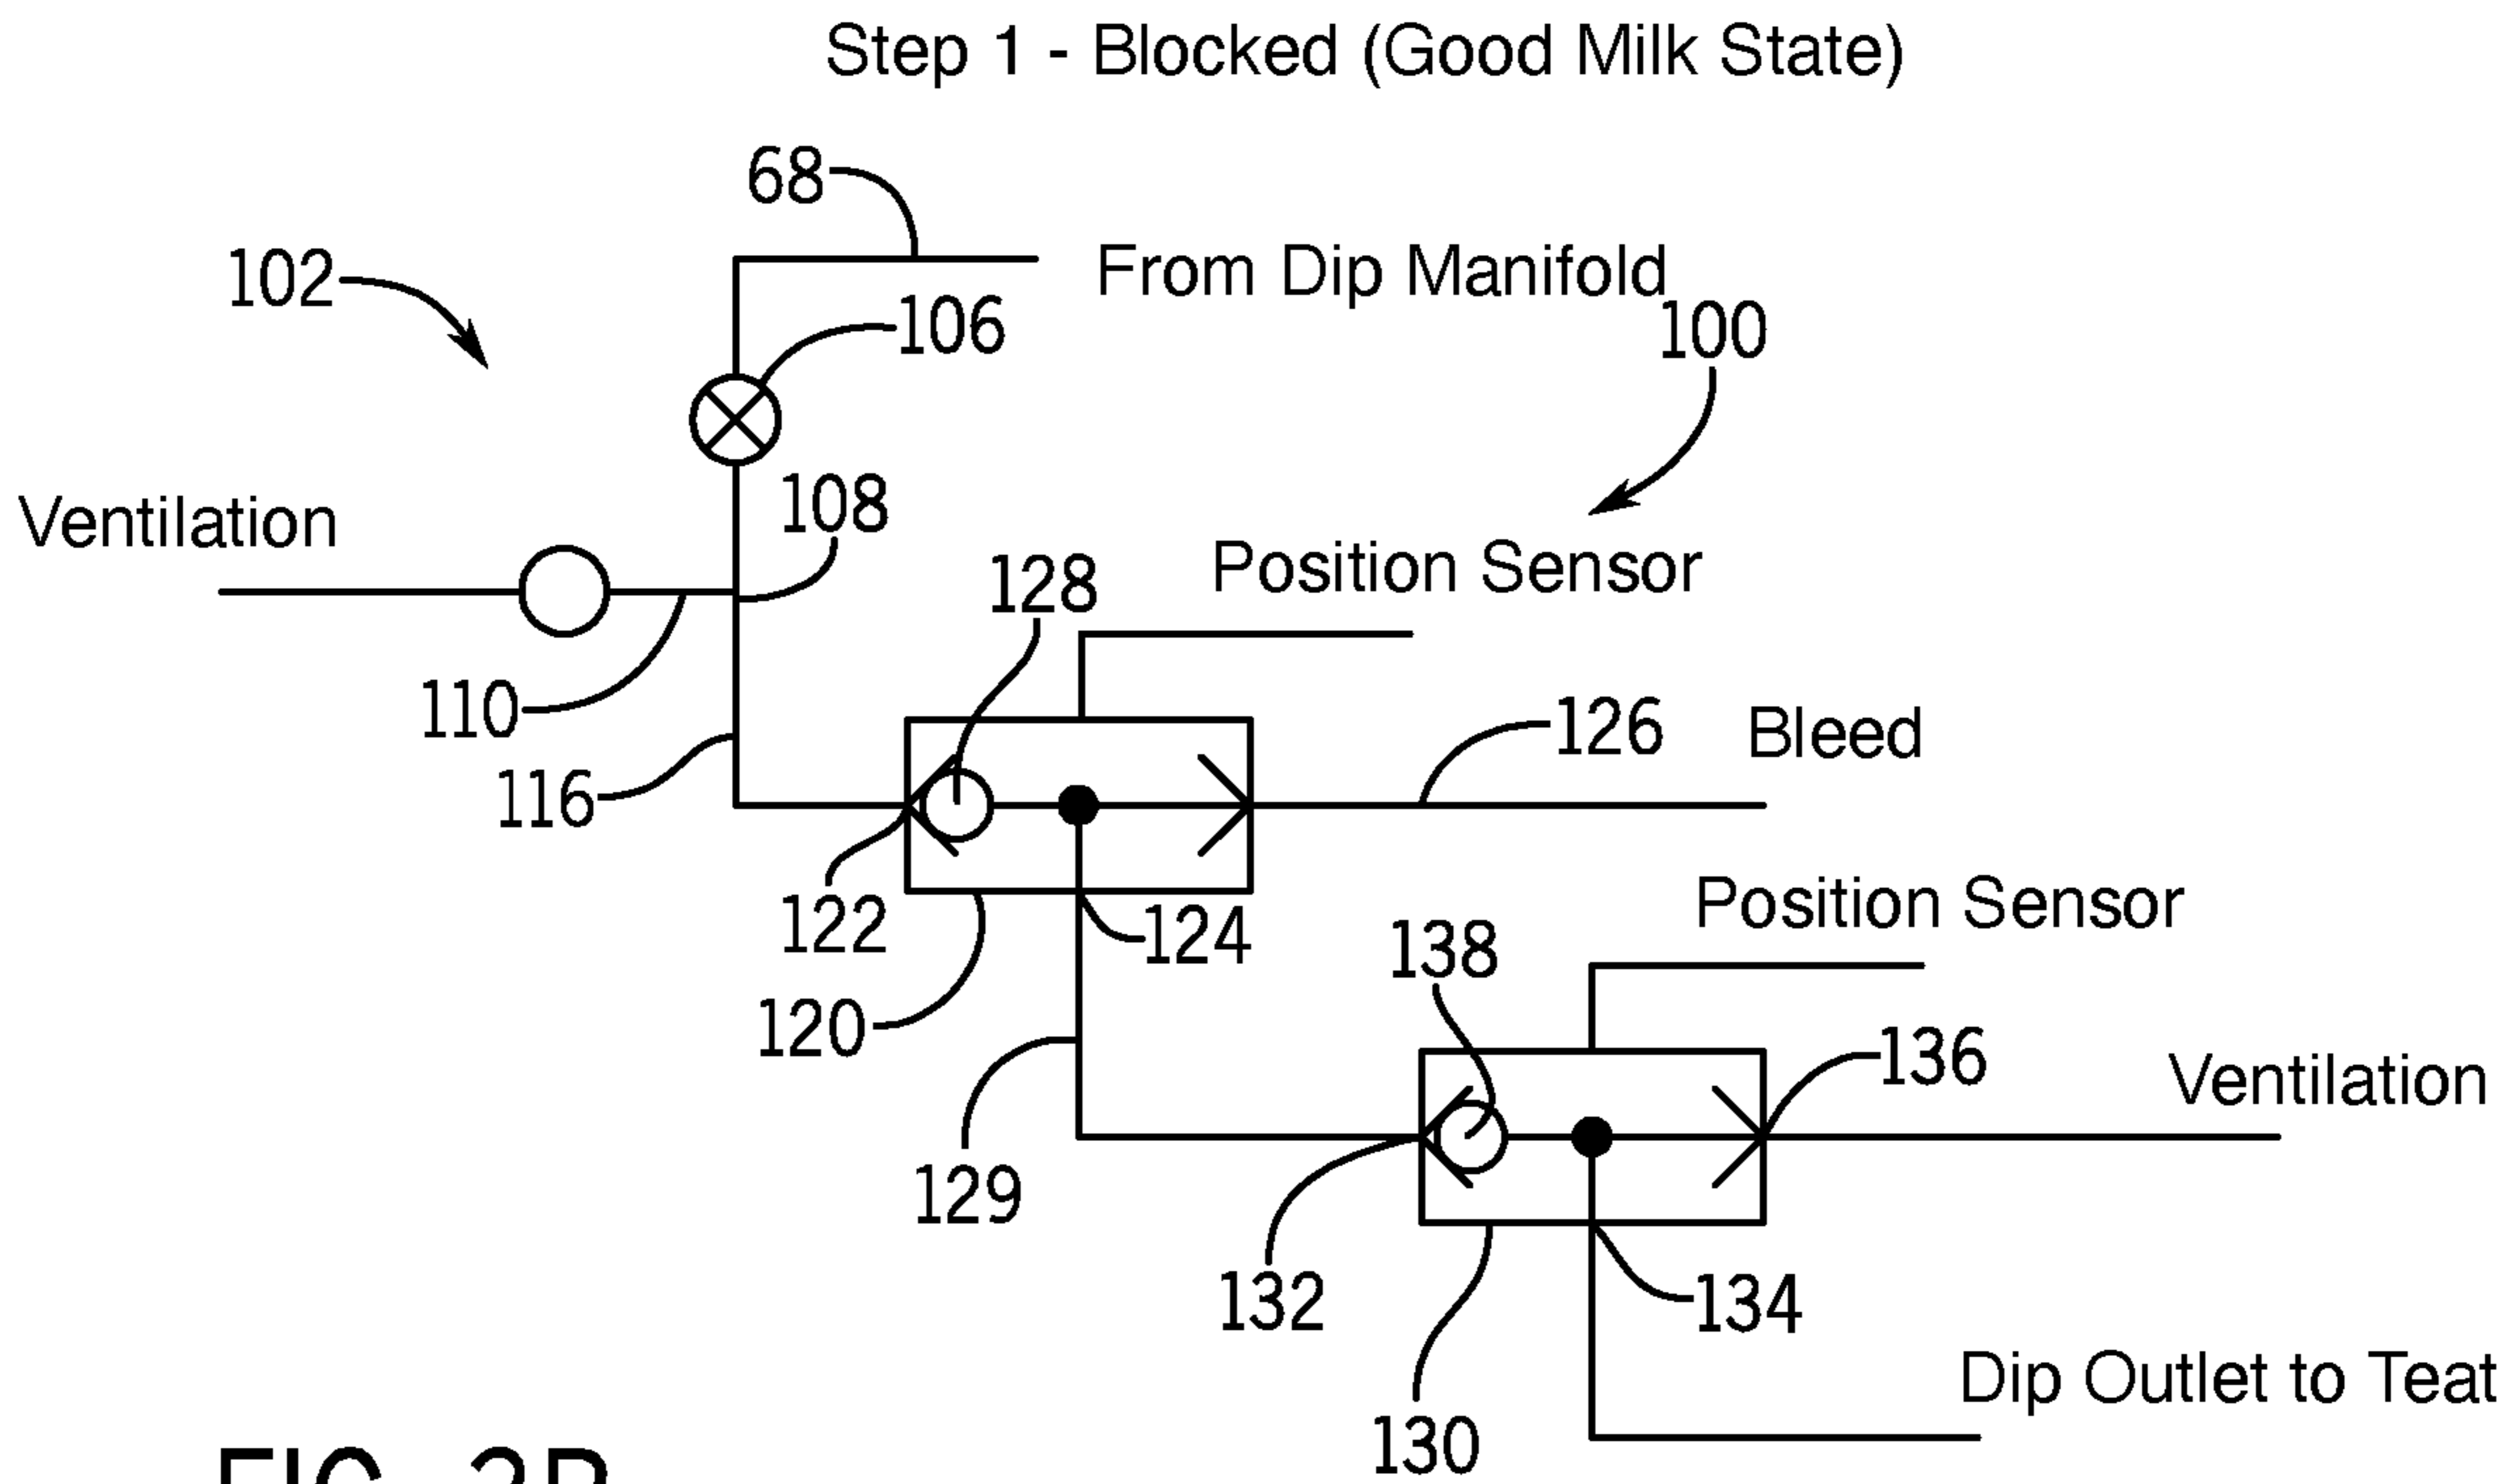 Step 1 - Blocked (Good Milk State)
68
From Dip Manifold
102
106
100
Ventilation
108
128
Position Sensor
110
126
Bleed
116
122
124
Position Sensor
138
120
136
Ventilation
129
132
134
Dip Outlet to Teat
130
FIG.